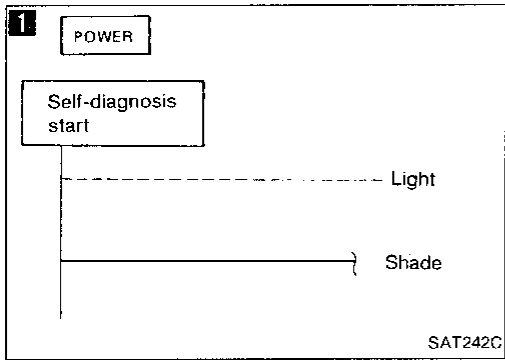 1
POWER
Self-diagnosis
start
Light
Shade
SAT242C